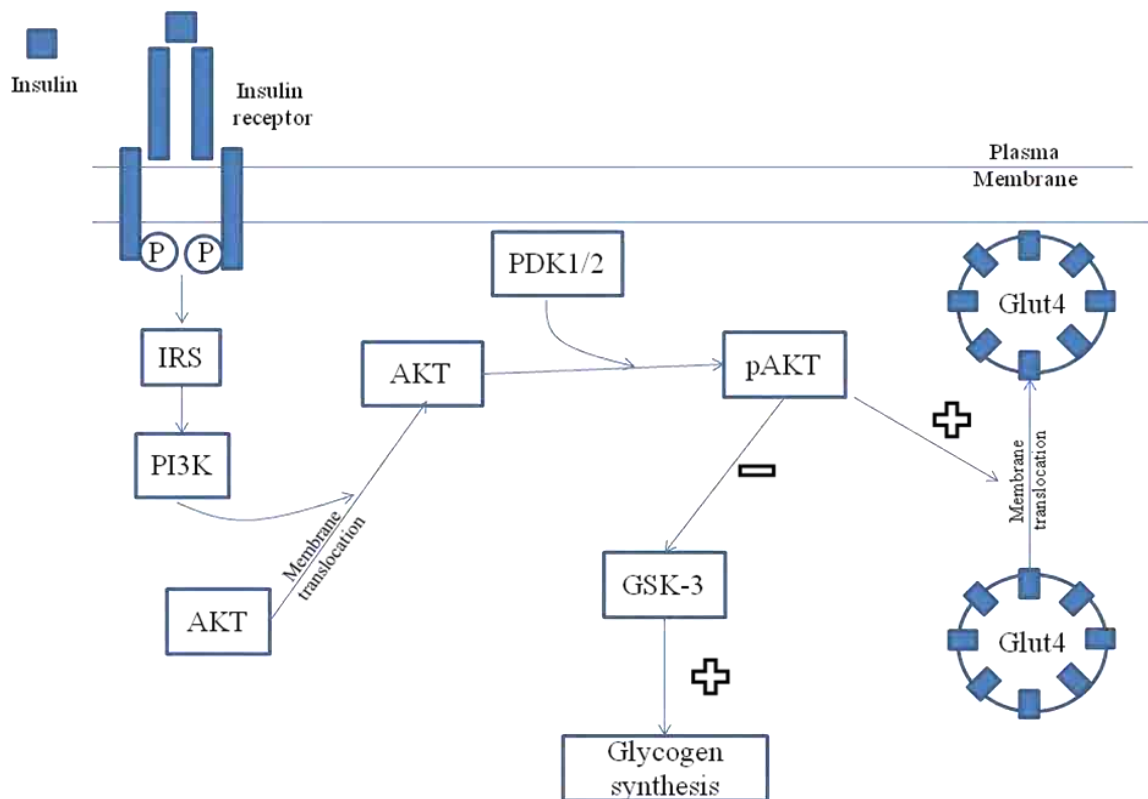 Insulin
Insulin
receptor
Plasma
Membrane
P
P
PDK1/2
Glut4
IRS
AKT
pAKT
PI3K
Membrane
translocation
Membrane
translocation
AKT
GSK-3
Glut4
Glycogen
synthesis